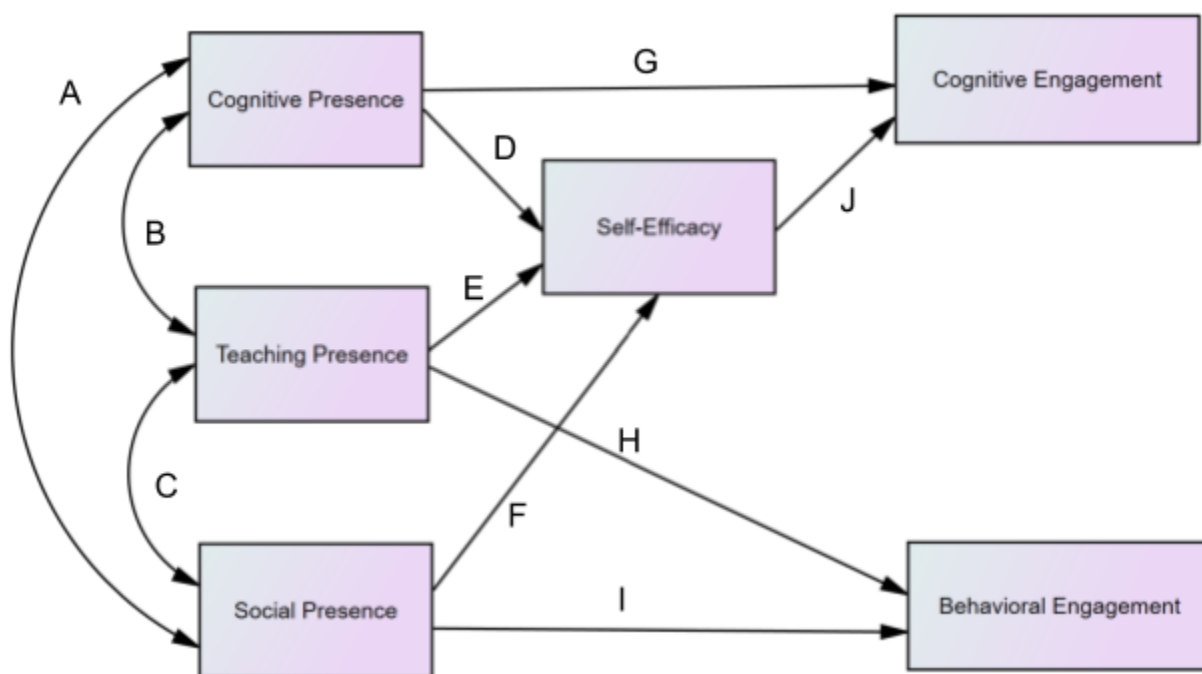 A
Cognitive Presence
G
Cognitive Engagement
D
B
Self-Efficacy
J
E
Teaching Presence
H
C
F
Social Presence
I
Behavioral Engagement